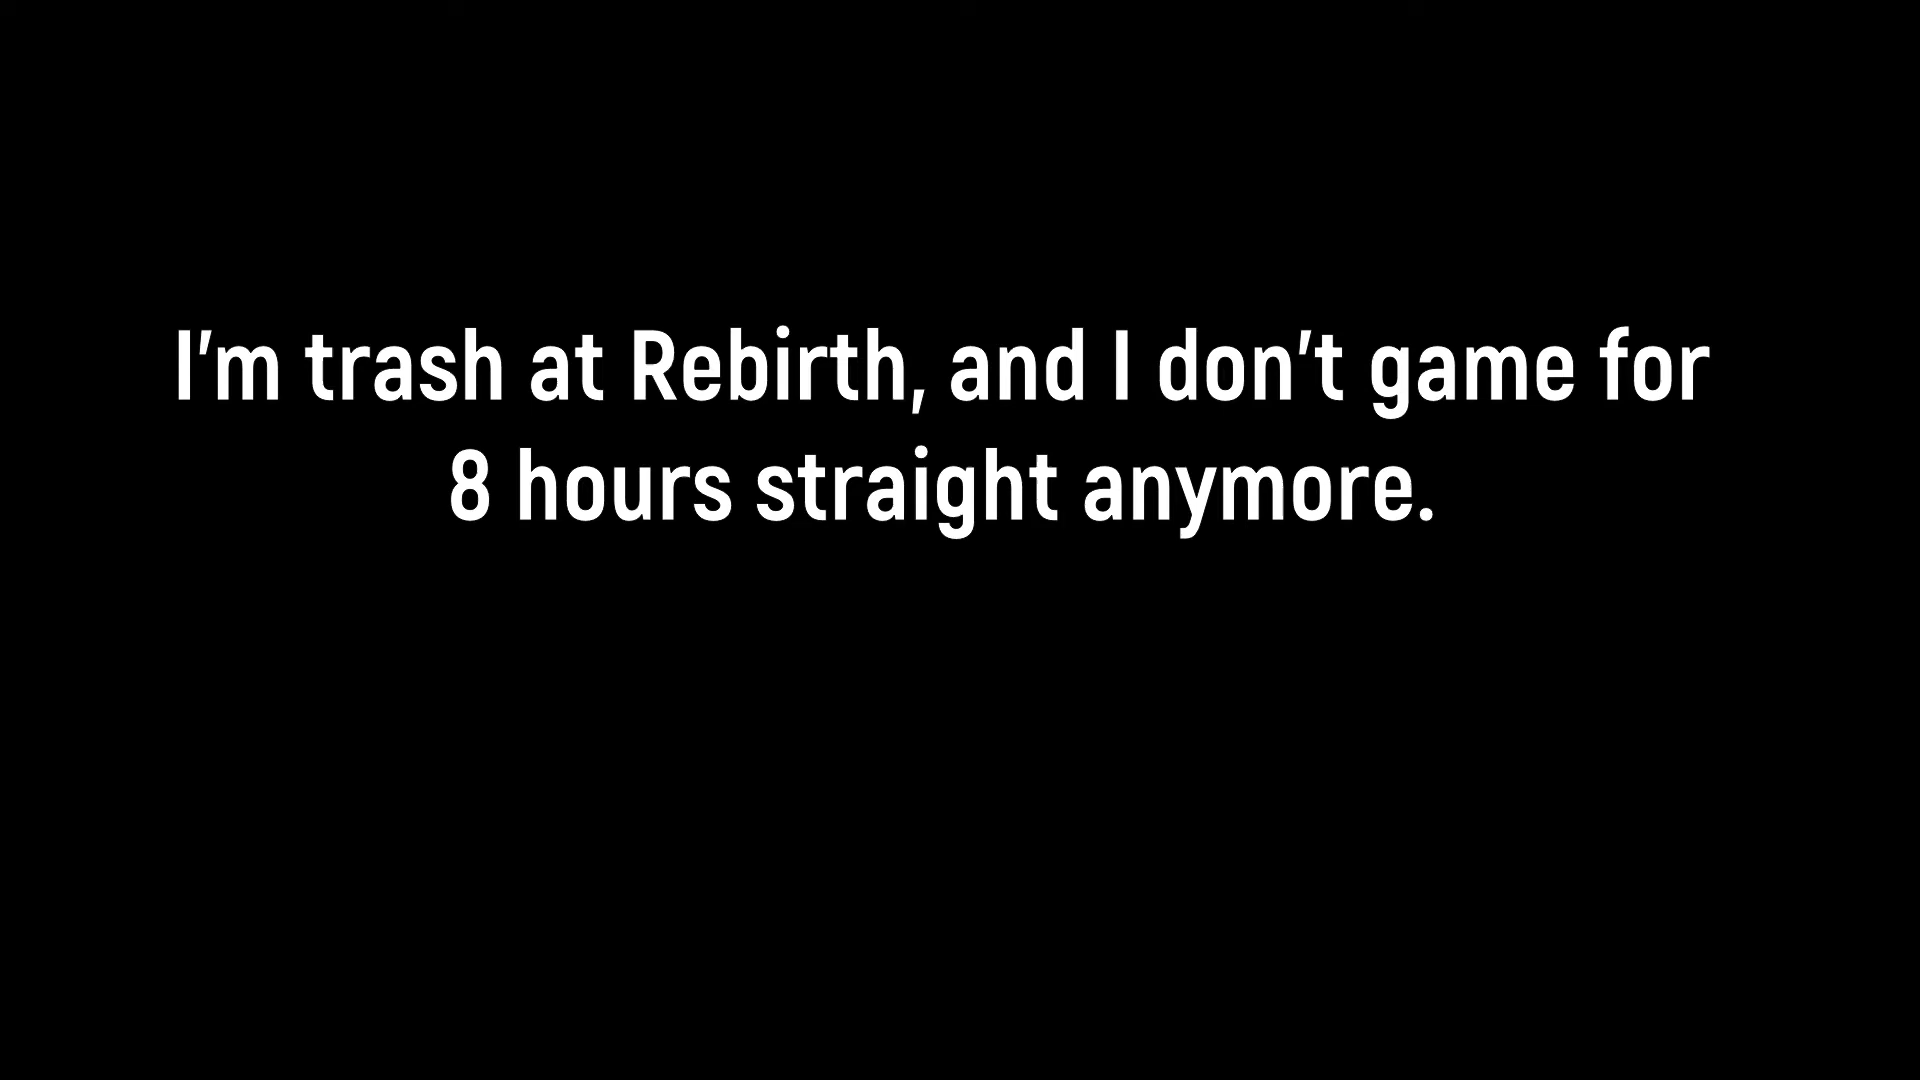 I'm trash at Rebirth, and I don't game for
8 hours straight anymore.